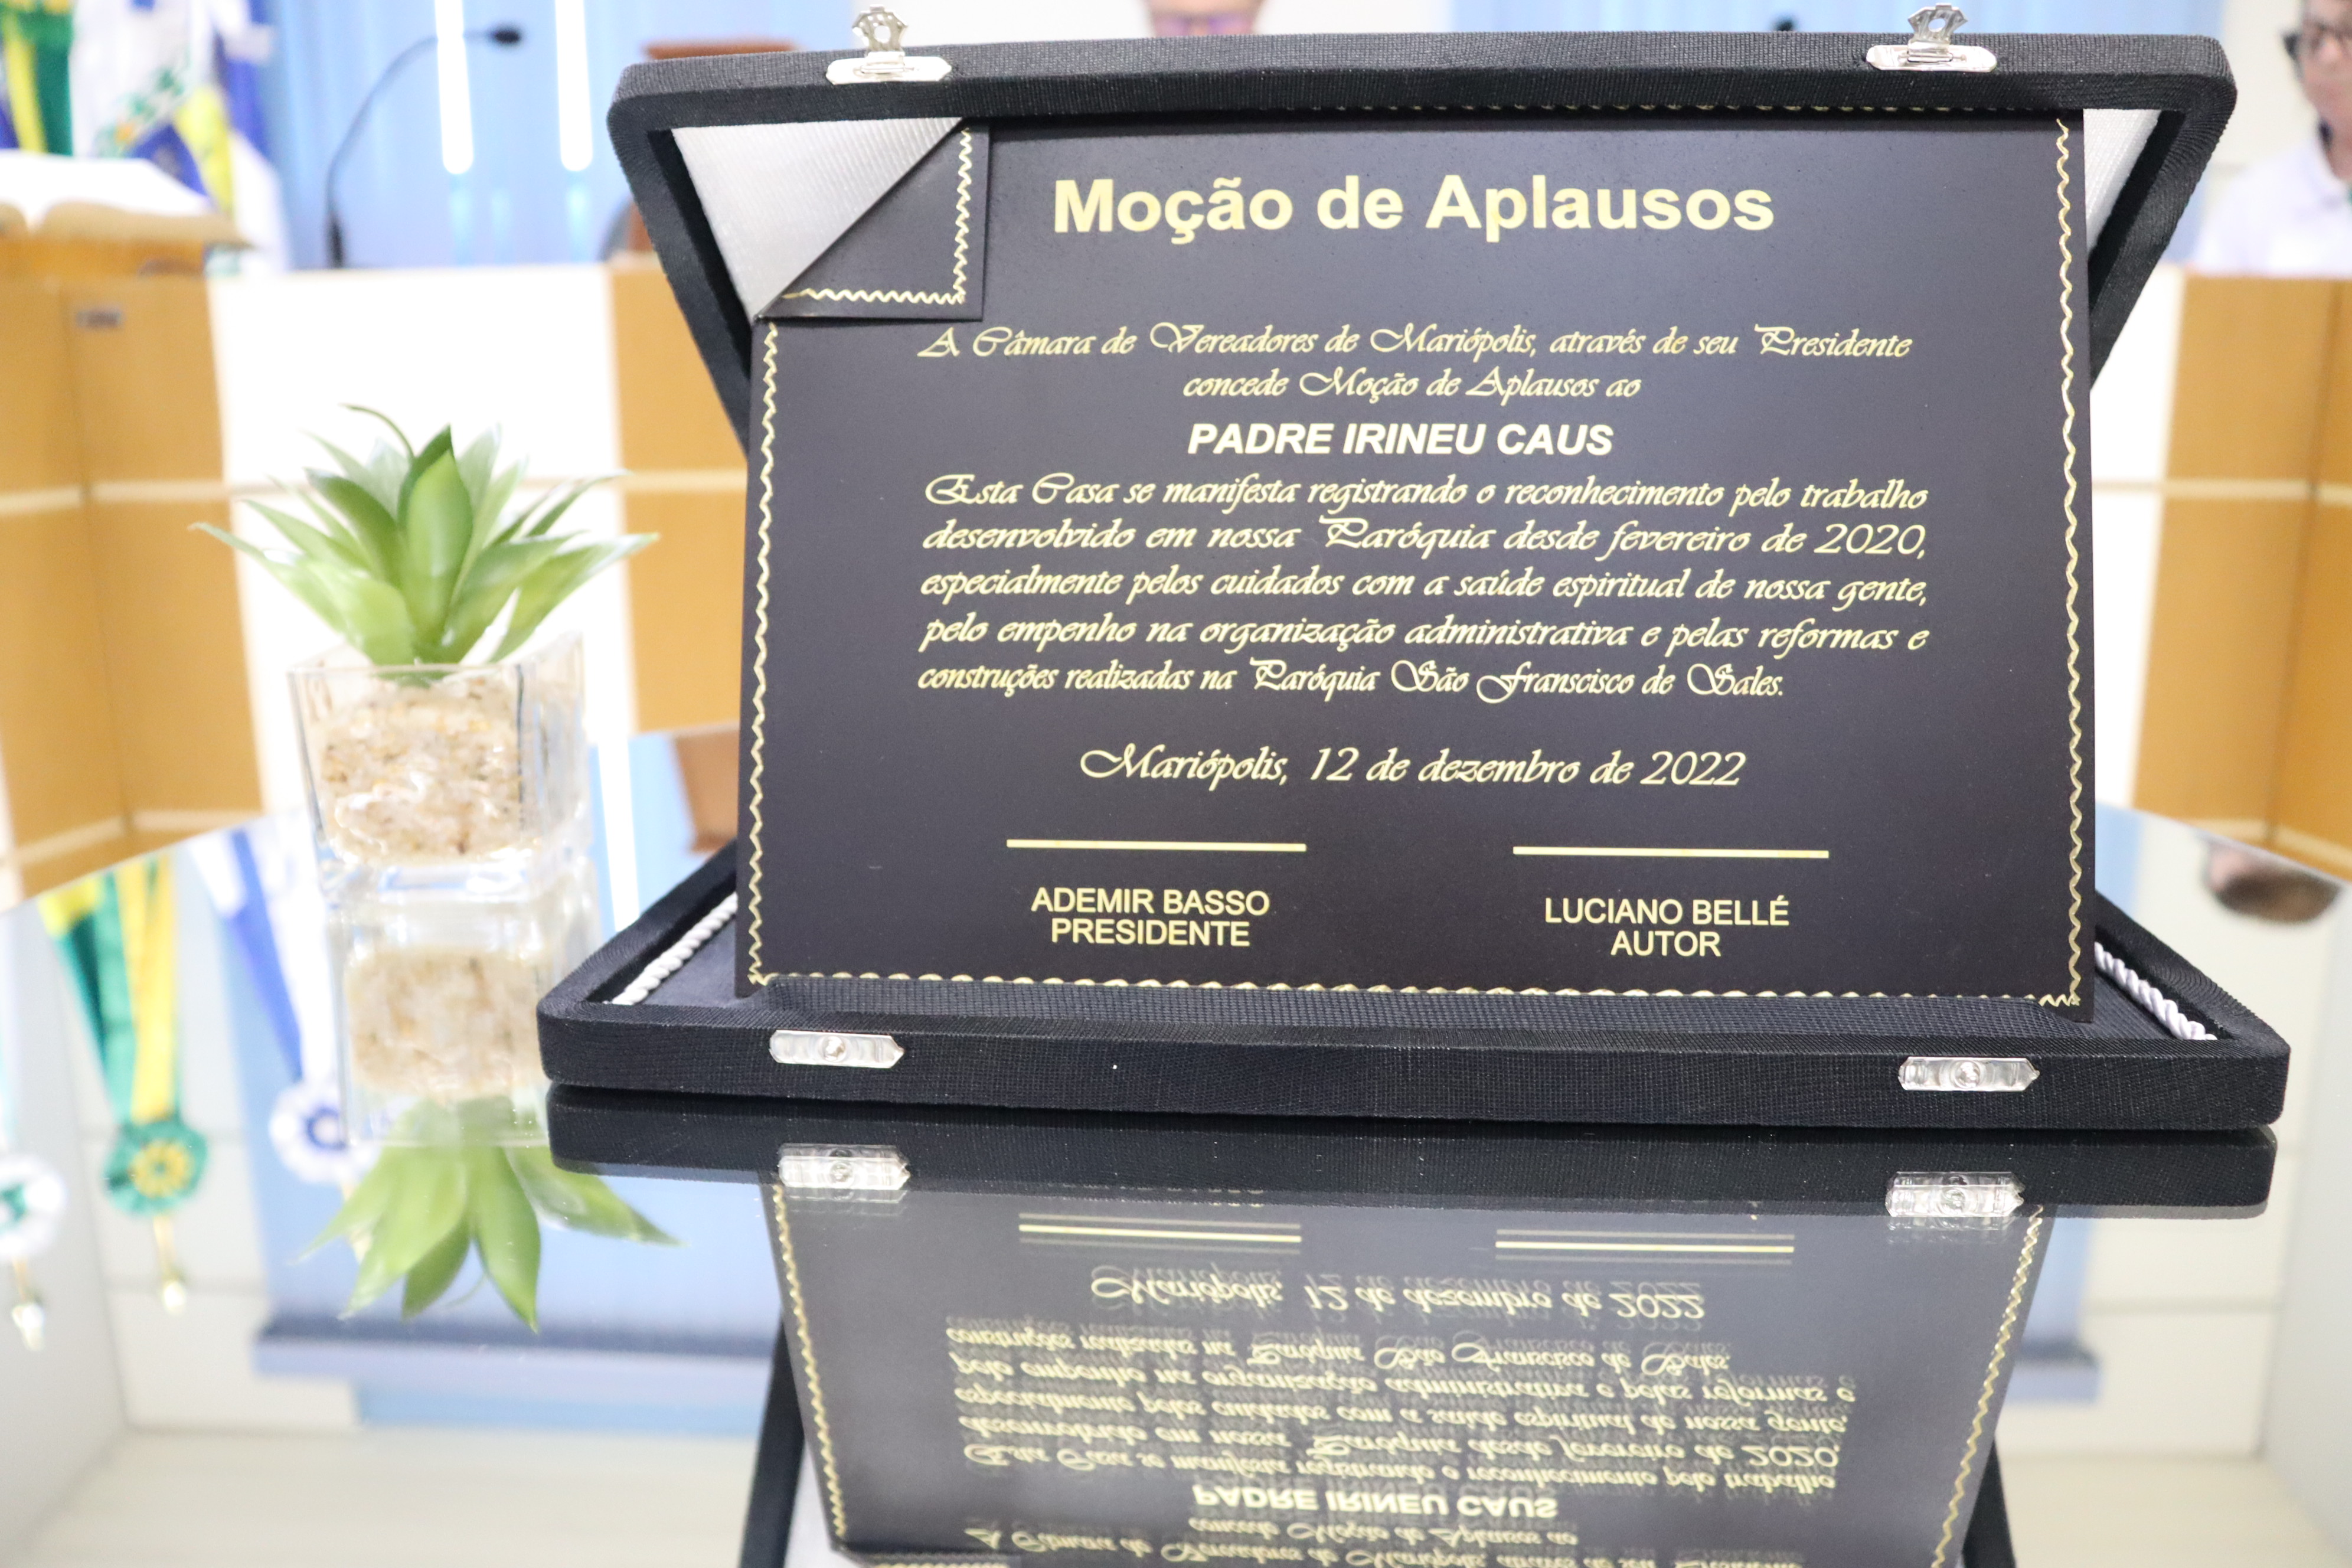 Moção de Aplausos
A Câmara de Vereadores de Mariópolis, através de seu Presidente
concede Moção de Aplausos ao
PADRE IRINEU CAUS
Esta Casa se manifesta registrando o reconhecimento pelo trabalho
desenvolvido em nossa Paróquia desde fevereiro de 2020,
especialmente pelos cuidados com a saúde espiritual de nossa gente,
pelo empenho na organização administrativa e pelas reformas e
construções realizadas na Paróquia São Franscisco de Sales.
Mariópolis, 12 de dezembro de 2022
ADEMIR BASSO
PRESIDENTE
LUCIANO BELLÉ
AUTOR